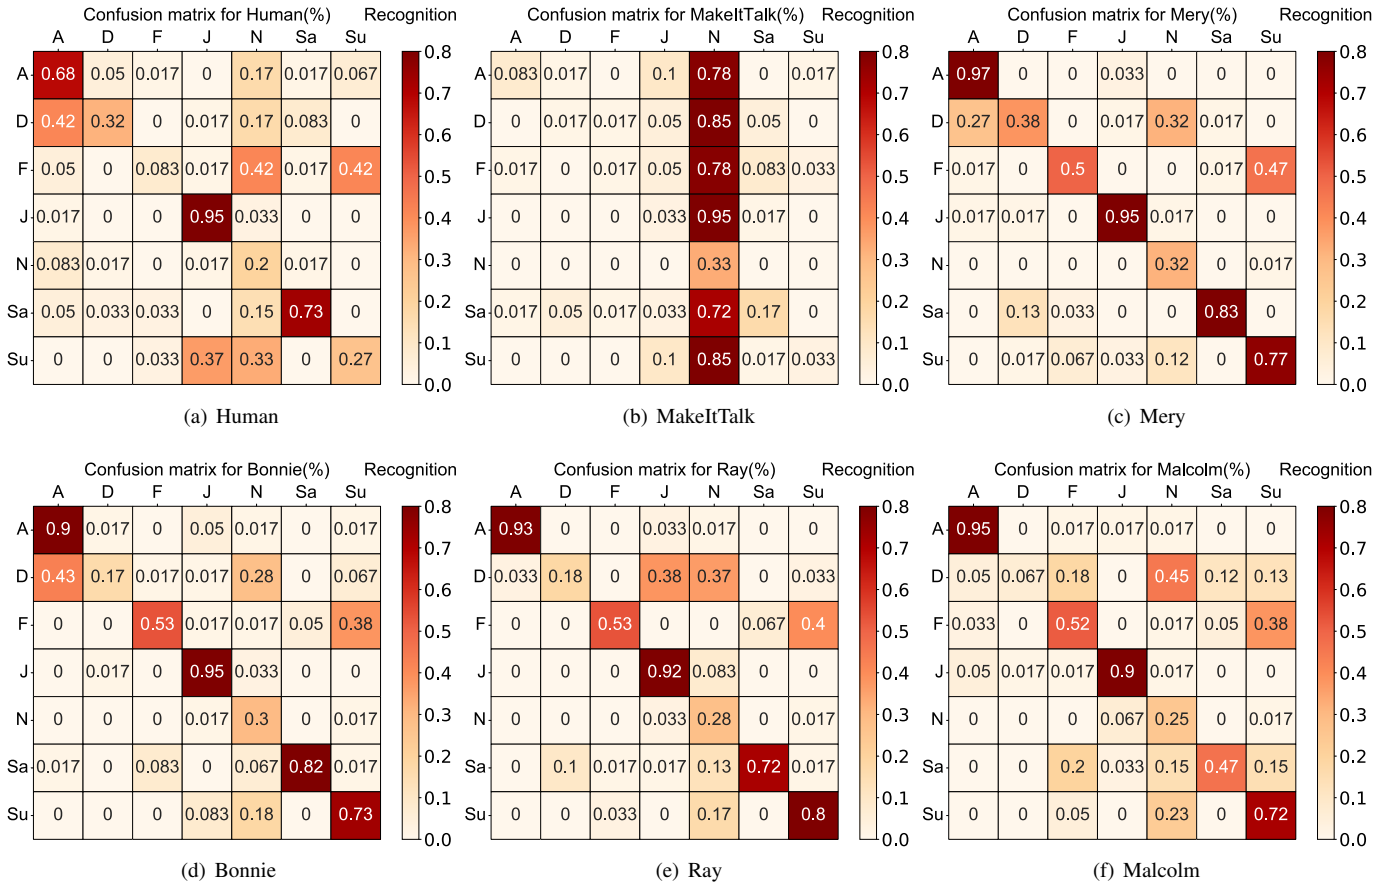 Confusion matrix for Human(%) Recognition
A D F J N Sa Su
A 0.68 0.05 0.017 0 0.17 0.017 0.067
D 0.42 0.32 0 0.017 0.17 0.083 0
F 0.05 0 0.083 0.017 0.42 0.017 0.42
J 0.017 0 0 0.95 0.033 0 0
N 0.083 0.017 0 0.017 0.2 0.017 0
Sa 0.05 0.033 0.033 0 0.15 0.73 0
Su 0 0 0.033 0.37 0.33 0 0.27
0.8
0.7
0.6
0.5
0.4
0.3
0.2
0.1
0.0
(a) Human
Confusion matrix for MakeItTalk(%) Recognition
A D F J N Sa Su
A 0.083 0.017 0 0.1 0.78 0 0.017
D 0 0.017 0.017 0.05 0.85 0.05 0
F 0.017 0 0.017 0.05 0.78 0.083 0.033
J 0 0 0 0.033 0.95 0.017 0
N 0 0 0 0 0.33 0 0
Sa 0.017 0.05 0.017 0.033 0.72 0.17 0
Su 0 0 0 0.1 0.85 0.017 0.033
0.8
0.7
0.6
0.5
0.4
0.3
0.2
0.1
0.0
(b) MakeItTalk
Confusion matrix for Mery(%) Recognition
A D F J N Sa Su
A 0.97 0 0 0.033 0 0 0
D 0.27 0.38 0 0.017 0.32 0.017 0
F 0.017 0 0.5 0 0 0.017 0.47
J 0.017 0.017 0 0.95 0.017 0 0
N 0 0 0 0 0.32 0 0.017
Sa 0 0.13 0.033 0 0 0.83 0
Su 0 0.017 0.067 0.033 0.12 0 0.77
0.8
0.7
0.6
0.5
0.4
0.3
0.2
0.1
0.0
(c) Mery
Confusion matrix for Bonnie(%) Recognition
A D F J N Sa Su
A 0.9 0.017 0 0.05 0.017 0 0.017
D 0.43 0.17 0.017 0.017 0.28 0 0.067
F 0 0 0.53 0.017 0.017 0.05 0.38
J 0 0.017 0 0.95 0.033 0 0
N 0 0 0 0.017 0.3 0 0.017
Sa 0.017 0 0.083 0 0.067 0.82 0.017
Su 0 0 0 0.083 0.18 0 0.73
0.8
0.7
0.6
0.5
0.4
0.3
0.2
0.1
0.0
(d) Bonnie
Confusion matrix for Ray(%) Recognition
A D F J N Sa Su
A 0.93 0 0 0.033 0.017 0 0
D 0.033 0.18 0 0.38 0.37 0 0.033
F 0 0 0.53 0 0 0.067 0.4
J 0 0 0 0.92 0.083 0 0
N 0 0 0 0.033 0.28 0 0.017
Sa 0 0.1 0.017 0.017 0.13 0.72 0.017
Su 0 0 0.033 0 0.17 0 0.8
0.8
0.7
0.6
0.5
0.4
0.3
0.2
0.1
0.0
(e) Ray
Confusion matrix for Malcolm(%) Recognition
A D F J N Sa Su
A 0.95 0 0.017 0.017 0.017 0 0
D 0.05 0.067 0.18 0 0.45 0.12 0.13
F 0.033 0 0.52 0 0.017 0.05 0.38
J 0.05 0.017 0.017 0.9 0.017 0 0
N 0 0 0 0.067 0.25 0 0.017
Sa 0 0 0.2 0.033 0.15 0.47 0.15
Su 0 0 0.05 0 0.23 0 0.72
0.8
0.7
0.6
0.5
0.4
0.3
0.2
0.1
0.0
(f) Malcolm